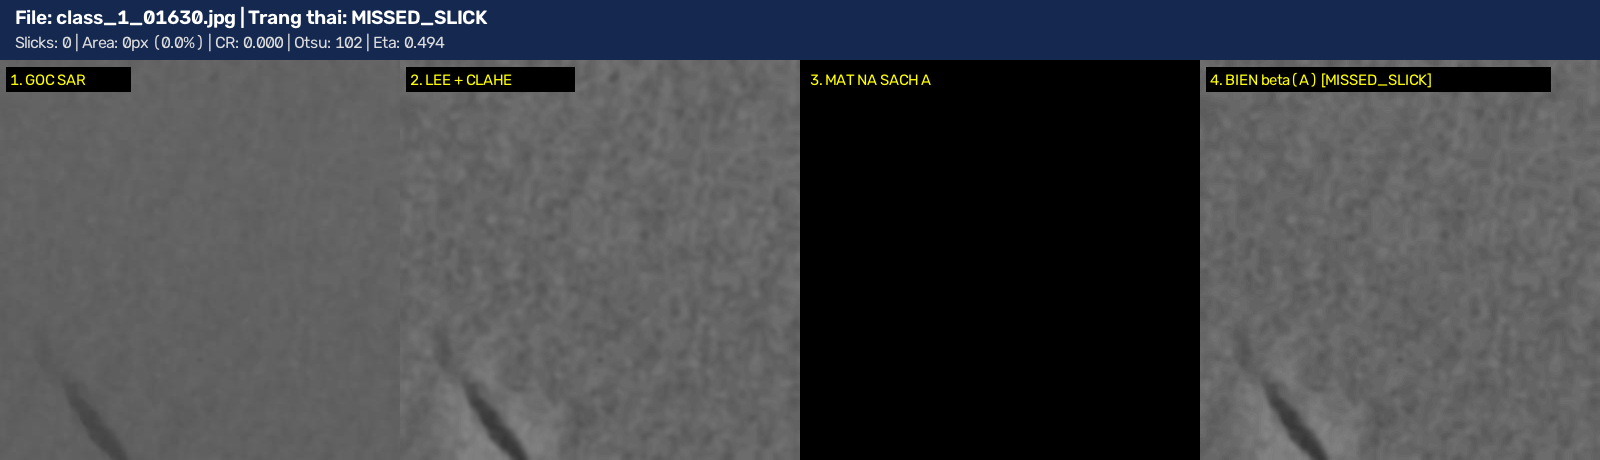 File: class_1_01630.jpg | Trang thai: MISSED_SLICK
Slicks: 0 | Area: 0px (0.0%) | CR: 0.000 | Otsu: 102 | Eta: 0.494
1. GOC SAR
2. LEE + CLAHE
3. MAT NA SACH A
4. BIEN beta(A) [MISSED_SLICK]